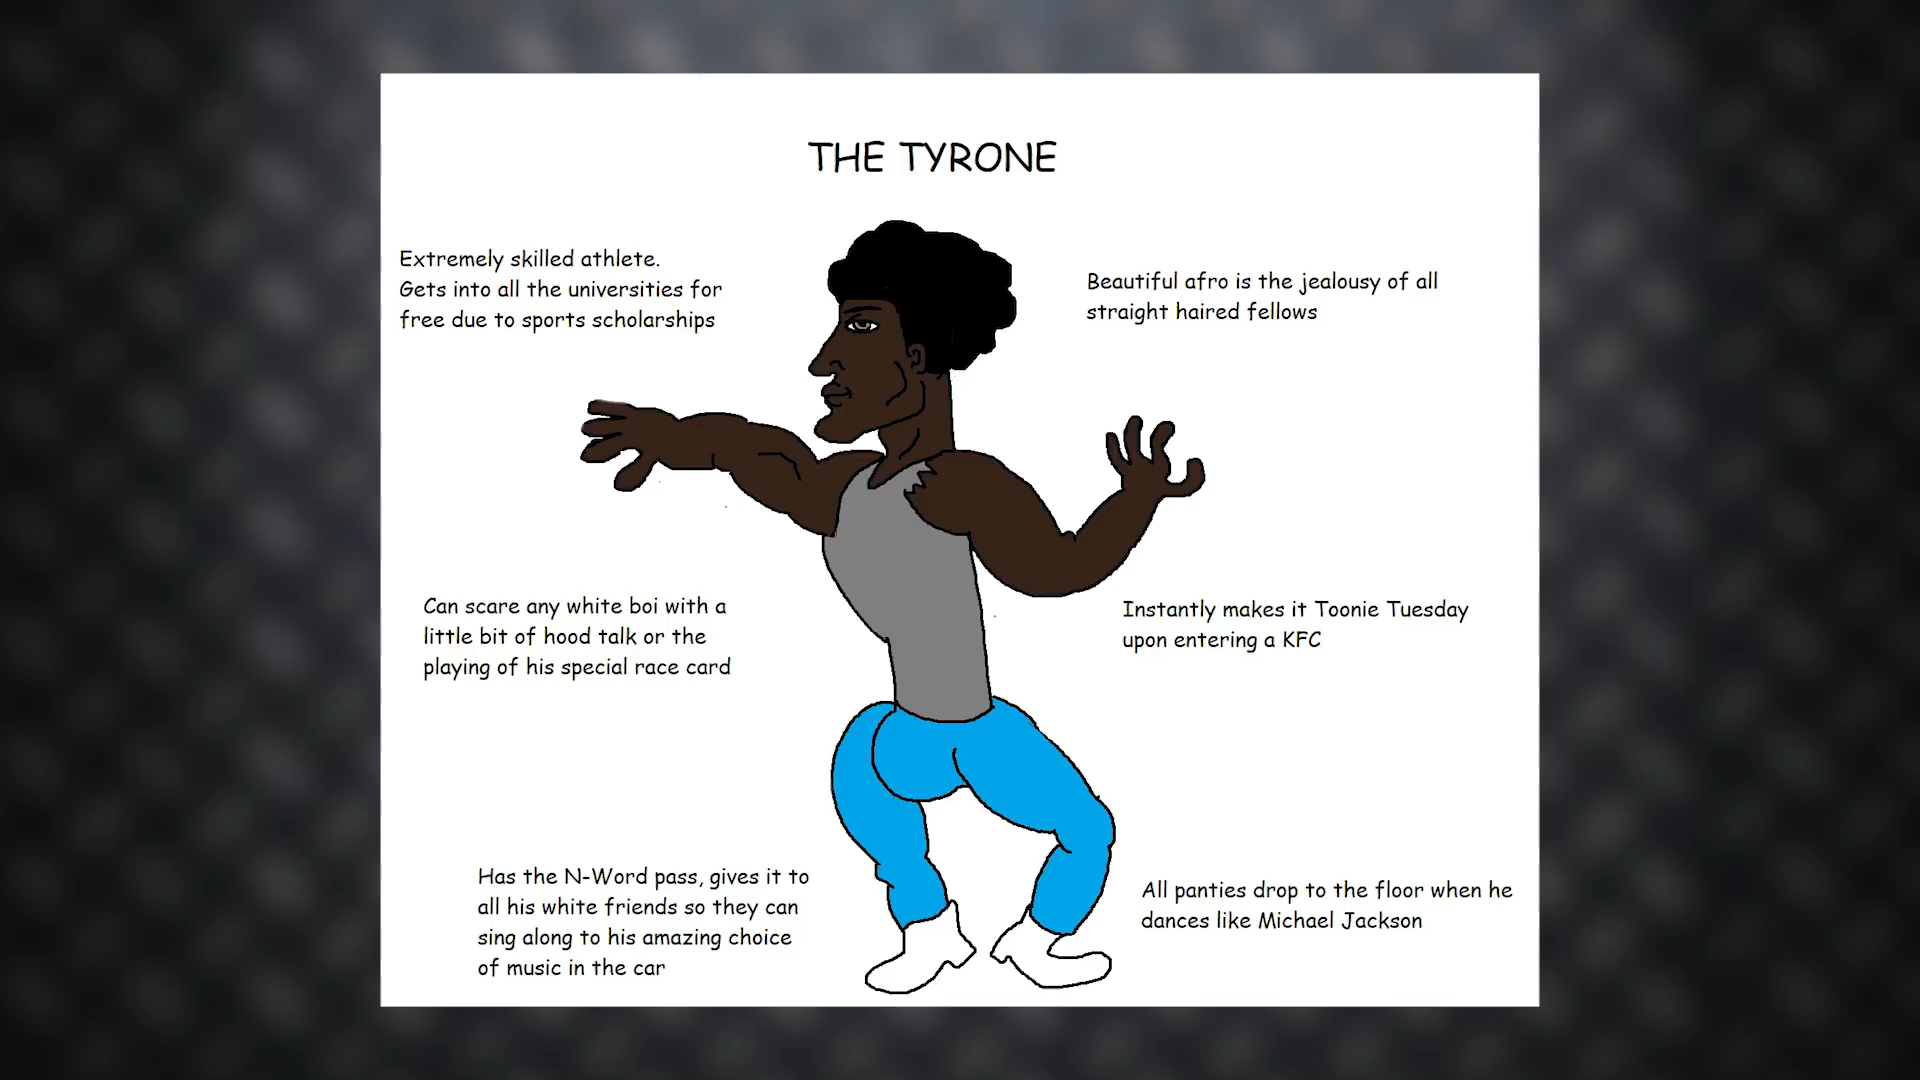 THE TYRONE
Extremely skilled athlete.
Gets into all the universities for
free due to sports scholarships
Beautiful afro is the jealousy of all
straight haired fellows
Can scare any white boi with a
little bit of hood talk or the
playing of his special race card
Instantly makes it Toonie Tuesday
upon entering a KFC
Has the N-Word pass, gives it to
all his white friends so they can
sing along to his amazing choice
of music in the car
All panties drop to the floor when he
dances like Michael Jackson